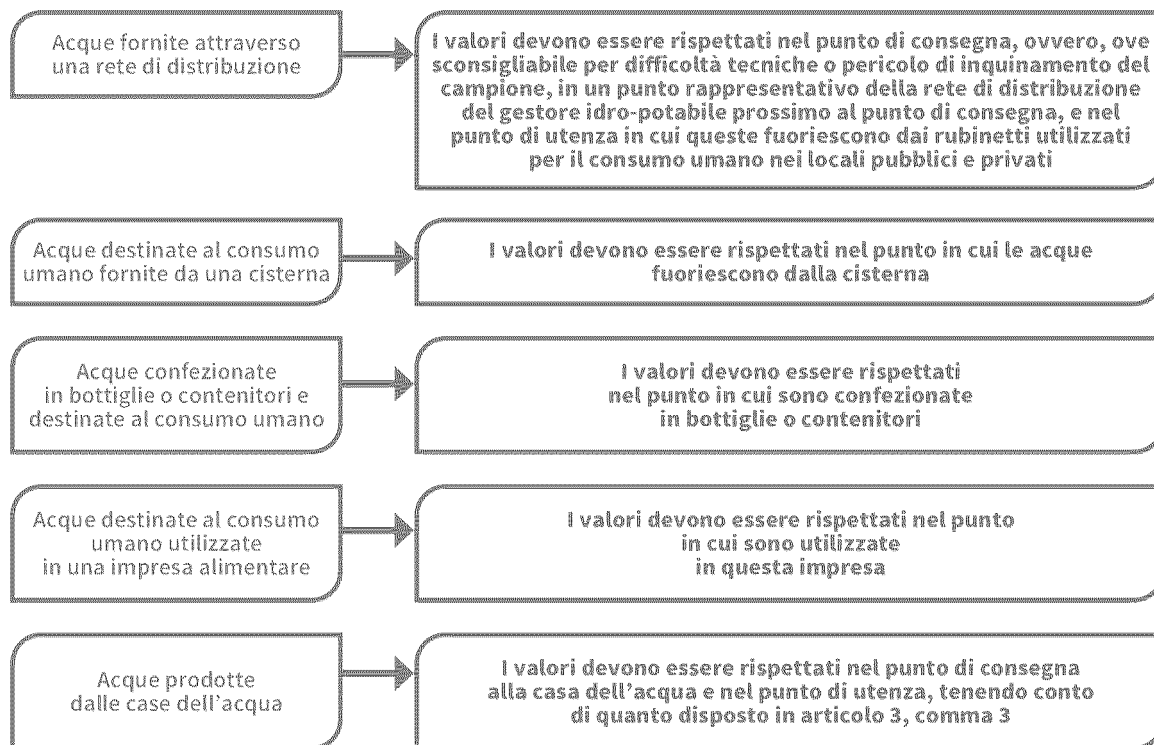 Acque fornite attraverso
una rete di distribuzione
I valori devono essere rispettati nel punto di consegna, ovvero, ove
sconsigliabile per difficoltà tecniche o pericolo di inquinamento del
campione, in un punto rappresentativo della rete di distribuzione
del gestore idro-potabile prossimo al punto di consegna, e nel
punto di utenza in cui queste fuoriescono dai rubinetti utilizzati
per il consumo umano nei locali pubblici e privati
Acque destinate al consumo
umano fornite da una cisterna
I valori devono essere rispettati nel punto in cui le acque
fuoriescono dalla cisterna
Acque confezionate
in bottiglie o contenitori e
destinate al consumo umano
I valori devono essere rispettati
nel punto in cui sono confezionate
in bottiglie o contenitori
Acque destinate al consumo
umano utilizzate
in una impresa alimentare
I valori devono essere rispettati nel punto
in cui sono utilizzate
in questa impresa
Acque prodotte
dalle case dell'acqua
I valori devono essere rispettati nel punto di consegna
alla casa dell'acqua e nel punto di utenza, tenendo conto
di quanto disposto in articolo 3, comma 3